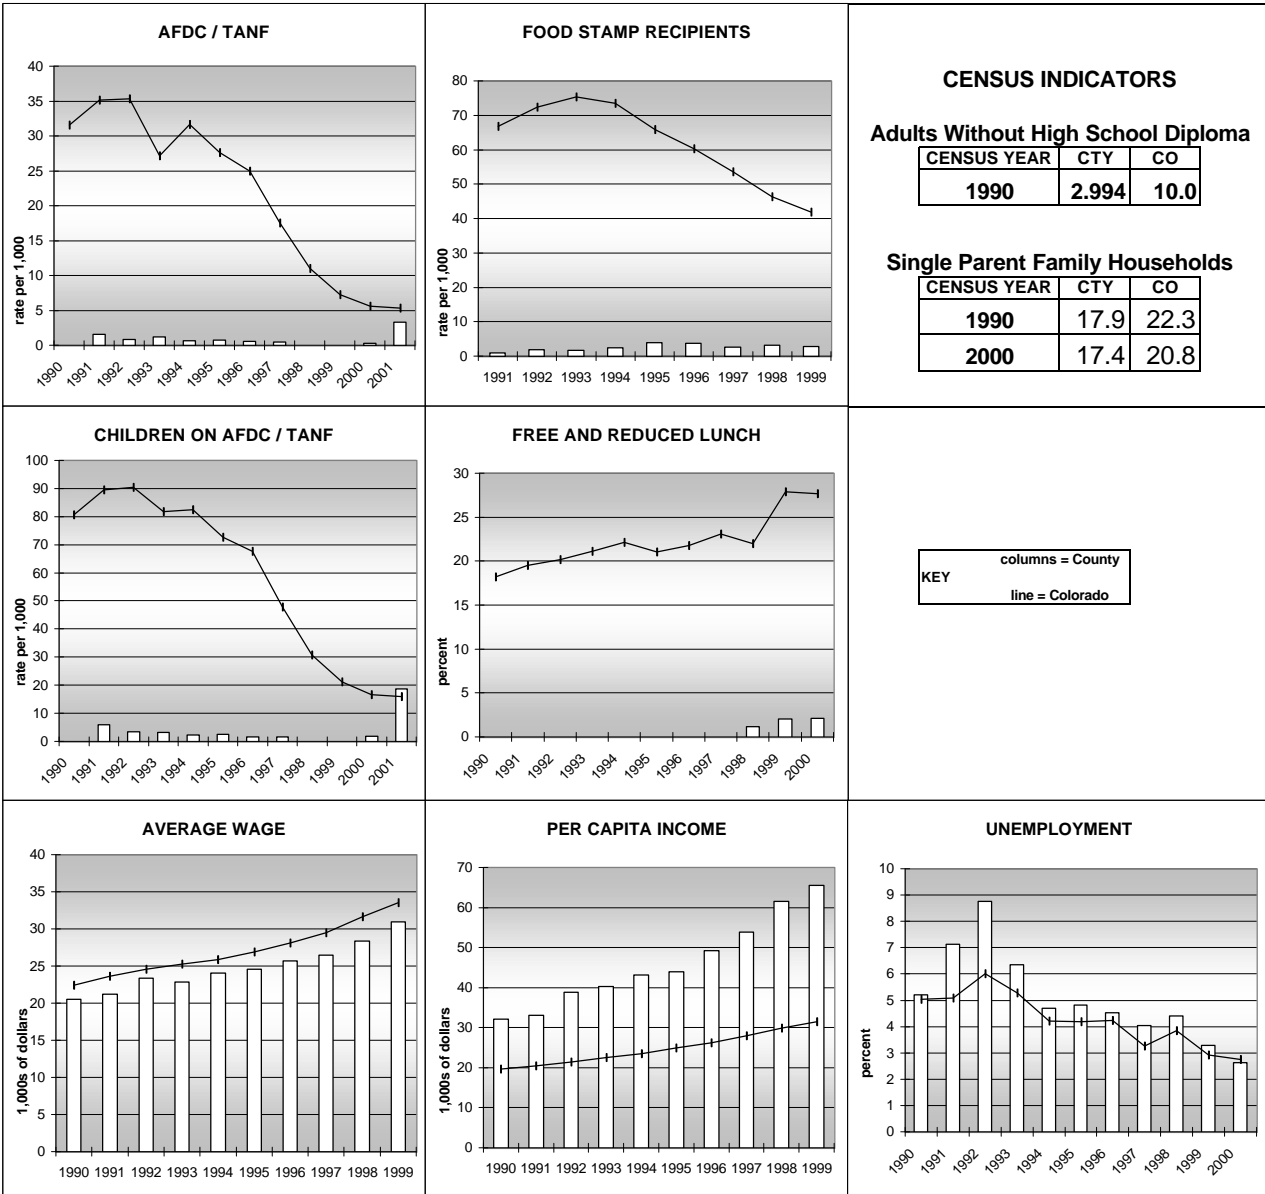 AFDC / TANF
40
35
30
25
20
15
10
5
0
rate per 1,000
1990 1991 1992 1993 1994 1995 1996 1997 1998 1999 2000 2001
FOOD STAMP RECIPIENTS
80
70
60
50
40
30
20
10
0
rate per 1,000
1991 1992 1993 1994 1995 1996 1997 1998 1999
CENSUS INDICATORS
Adults Without High School Diploma
CENSUS YEAR CTY CO
1990 2.994 10.0
Single Parent Family Households
CENSUS YEAR CTY CO
1990 17.9 22.3
2000 17.4 20.8
CHILDREN ON AFDC / TANF
100
90
80
70
60
50
40
30
20
10
0
rate per 1,000
1990 1991 1992 1993 1994 1995 1996 1997 1998 1999 2000 2001
FREE AND REDUCED LUNCH
30
25
20
15
10
5
0
percent
1990 1991 1992 1993 1994 1995 1996 1997 1998 1999 2000
columns = County
KEY
line = Colorado
AVERAGE WAGE
40
35
30
25
20
15
10
5
0
1,000s of dollars
1990 1991 1992 1993 1994 1995 1996 1997 1998 1999
PER CAPITA INCOME
70
60
50
40
30
20
10
0
1,000s of dollars
1990 1991 1992 1993 1994 1995 1996 1997 1998 1999
UNEMPLOYMENT
10
9
8
7
6
5
4
3
2
1
0
percent
1990 1991 1992 1993 1994 1995 1996 1997 1998 1999 2000